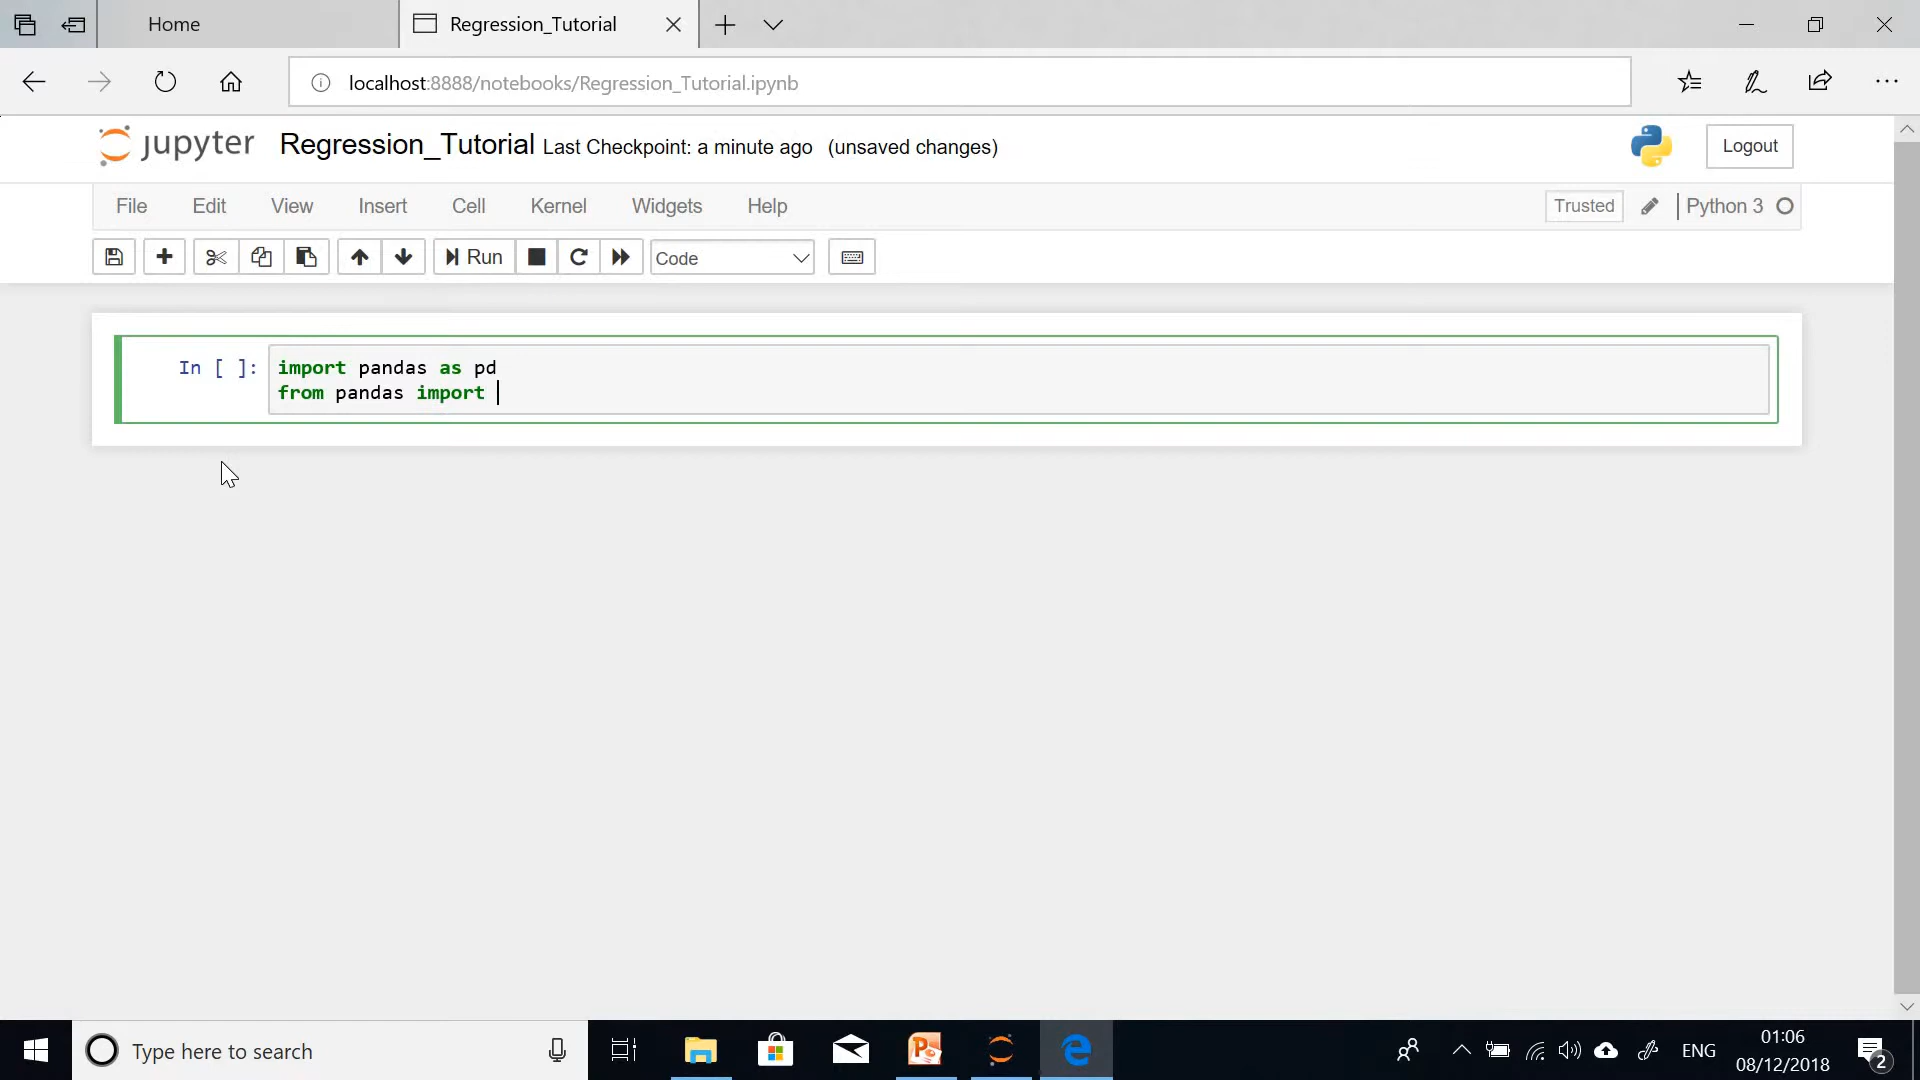 Home
Regression_Tutorial
localhost:8888/notebooks/Regression_Tutorial.ipynb
jupyter Regression_Tutorial Last Checkpoint: a minute ago (unsaved changes)
Logout
File Edit View Insert Cell Kernel Widgets Help
Trusted
Python 3
Run
Code
In [ ]: import pandas as pd
from pandas import
Type here to search
ENG
01:06
08/12/2018
2